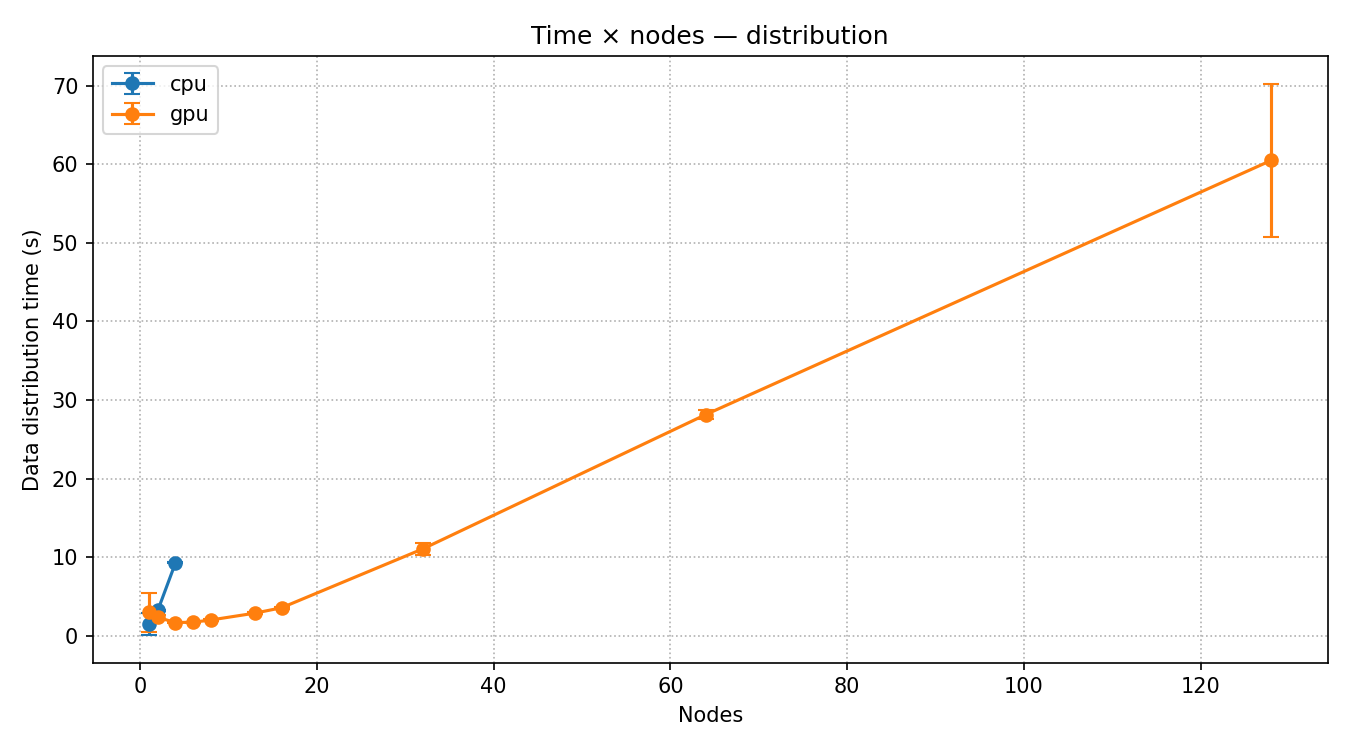 Time × nodes — distribution
cpu
gpu
Data distribution time (s)
70
60
50
40
30
20
10
0
0 20 40 60 80 100 120
Nodes